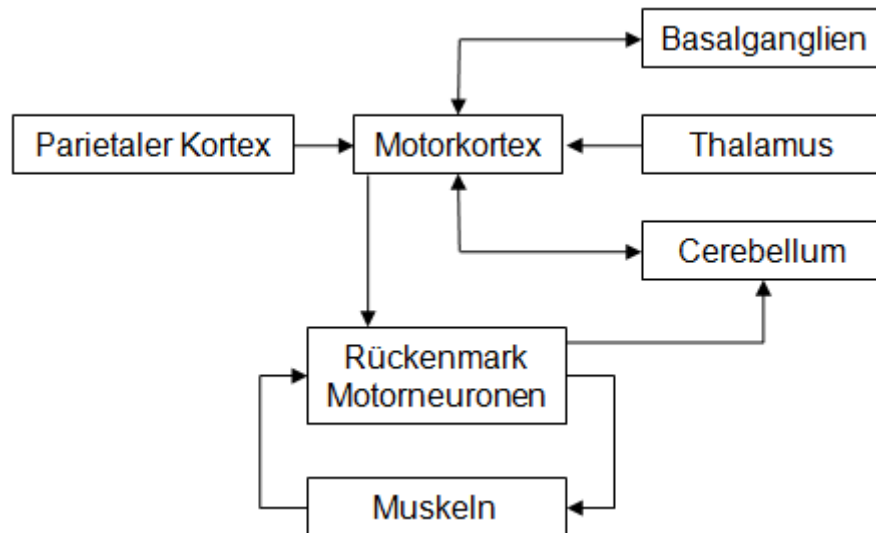 Basalganglien
Parietaler Kortex
Motorkortex
Thalamus
Cerebellum
Rückenmark
Motorneuronen
Muskeln